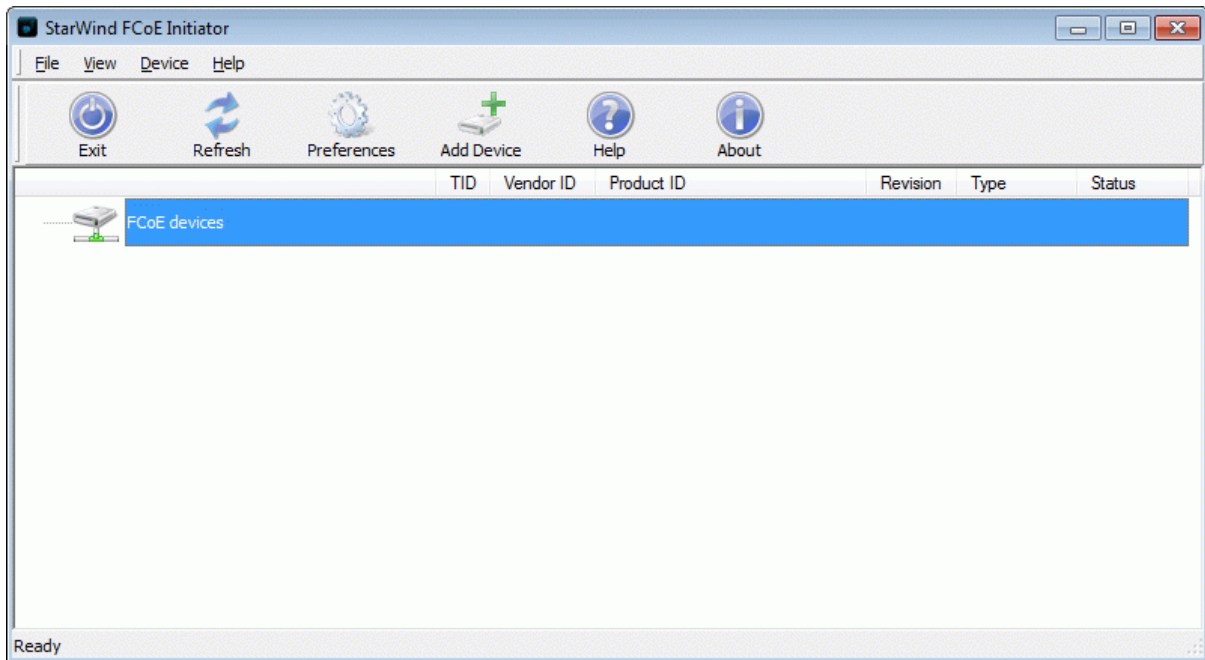 StarWind FCoE Initiator
File View Device Help
Exit Refresh Preferences Add Device Help About
TID Vendor ID Product ID Revision Type Status
FCoE devices
Ready